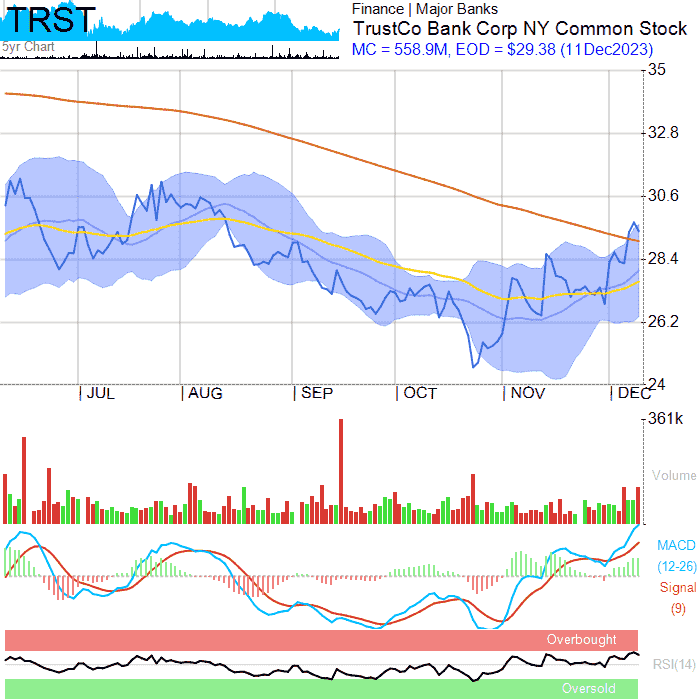 TRST
5yr Chart
Finance | Major Banks
TrustCo Bank Corp NY Common Stock
MC = 558.9M, EOD = $29.38 (11Dec2023)
35
32.8
30.6
28.4
26.2
24
| JUL | AUG | SEP | OCT | NOV | DEC
361k
Volume
MACD
(12-26)
Signal
(9)
Overbought
RSI(14)
Oversold